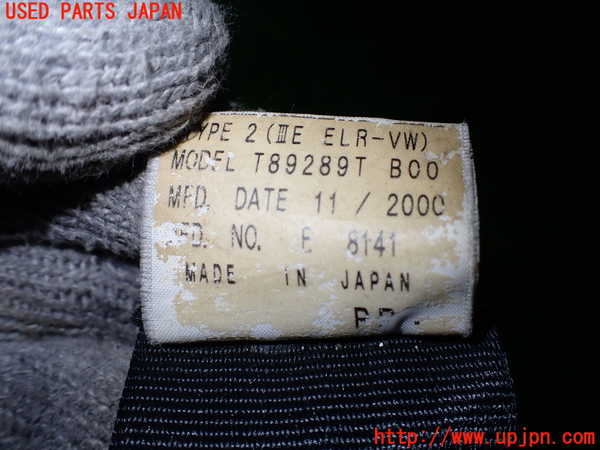 USED PARTS JAPAN
TYPE 2 (ⅢE ELR-VW)
MODEL T89289T B00
MFD. DATE 11 / 2000
NO. E 8141
MADE IN JAPAN
http://www.upjpn.com/